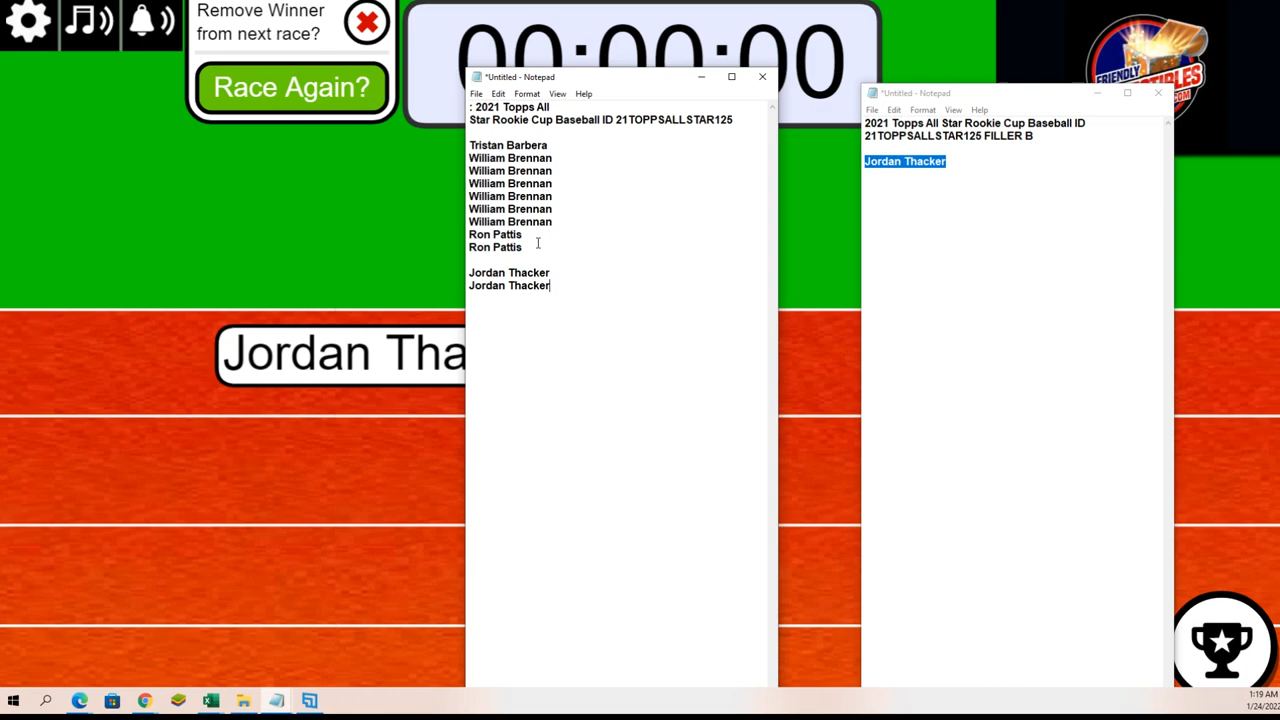 Remove Winner
from next race?
Race Again?
00:00:00
*Untitled - Notepad
File Edit Format View Help
: 2021 Topps All
Star Rookie Cup Baseball ID 21TOPPSALLSTAR125
Tristan Barbera
William Brennan
William Brennan
William Brennan
William Brennan
William Brennan
William Brennan
Ron Pattis
Ron Pattis
Jordan Thacker
Jordan Thacker
*Untitled - Notepad
File Edit Format View Help
2021 Topps All Star Rookie Cup Baseball ID
21TOPPSALLSTAR125 FILLER B
Jordan Thacker
FRIENDLY
Jordan Tha
1:19 AM
1/24/2022